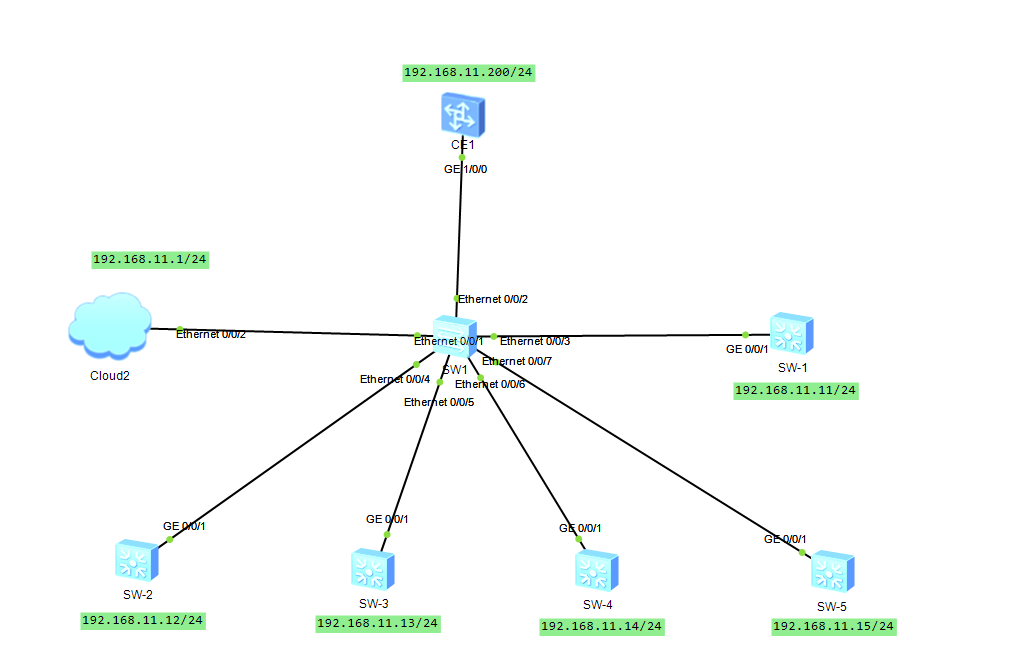 192.168.11.200/24
CE1
GE 1/0/0
192.168.11.1/24
Ethernet 0/0/2
Ethernet 0/0/2
Ethernet 0/0/1
Ethernet 0/0/3
GE 0/0/1
Cloud2
SW1
Ethernet 0/0/7
SW-1
Ethernet 0/0/4
Ethernet 0/0/6
192.168.11.11/24
Ethernet 0/0/5
GE 0/0/1
GE 0/0/1
GE 0/0/1
GE 0/0/1
SW-2
SW-3
SW-4
SW-5
192.168.11.12/24
192.168.11.13/24
192.168.11.14/24
192.168.11.15/24